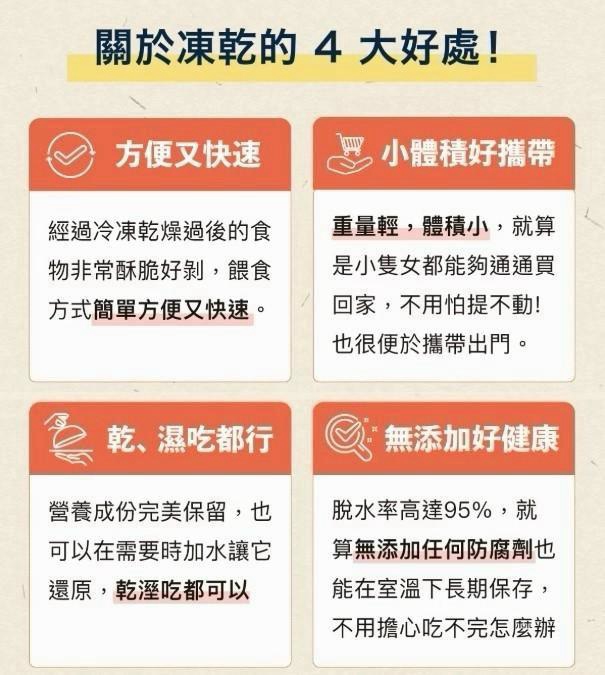 關於凍乾的 4 大好處!
方便又快速
經過冷凍乾燥過後的食
物非常酥脆好剝，餵食
方式簡單方便又快速。
小體積好攜帶
重量輕，體積小，就算
是小隻女都能夠通通買
回家，不用怕提不動!
也很便於攜帶出門。
乾、濕吃都行
營養成份完美保留，也
可以在需要時加水讓它
還原，乾溼吃都可以
無添加好健康
脫水率高達95%，就
算無添加任何防腐劑也
能在室溫下長期保存，
不用擔心吃不完怎麼辦